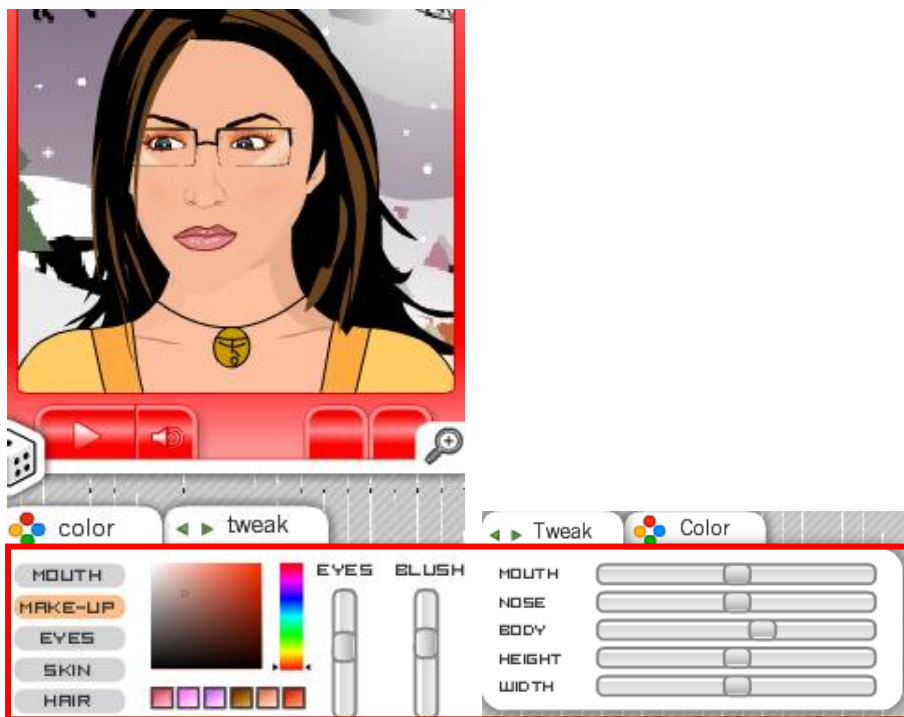 color
tweak
MOUTH
MAKE-UP
EYES
SKIN
HAIR
EYES
BLUSH
Tweak
Color
MOUTH
NOSE
BODY
HEIGHT
WIDTH